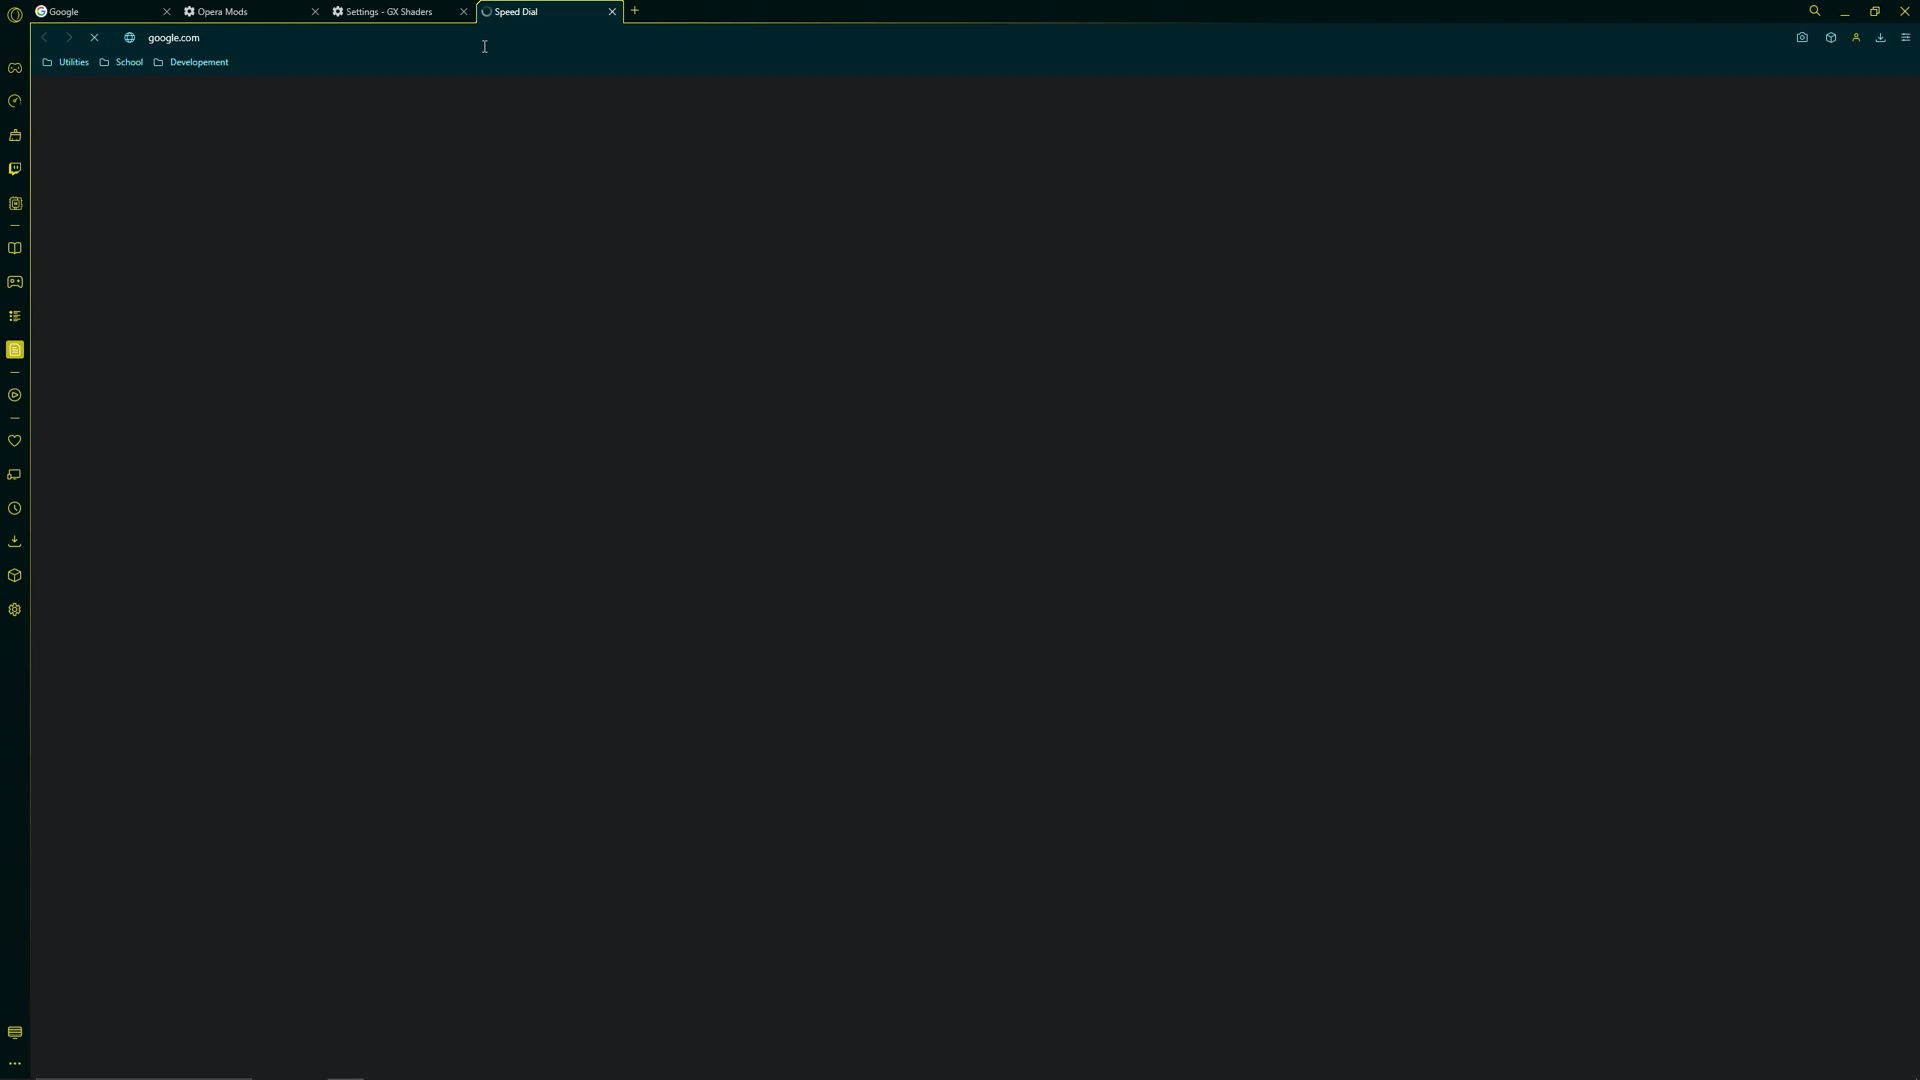 Google
Opera Mods
Settings - GX Shaders
Speed Dial
google.com
Utilities
School
Developement